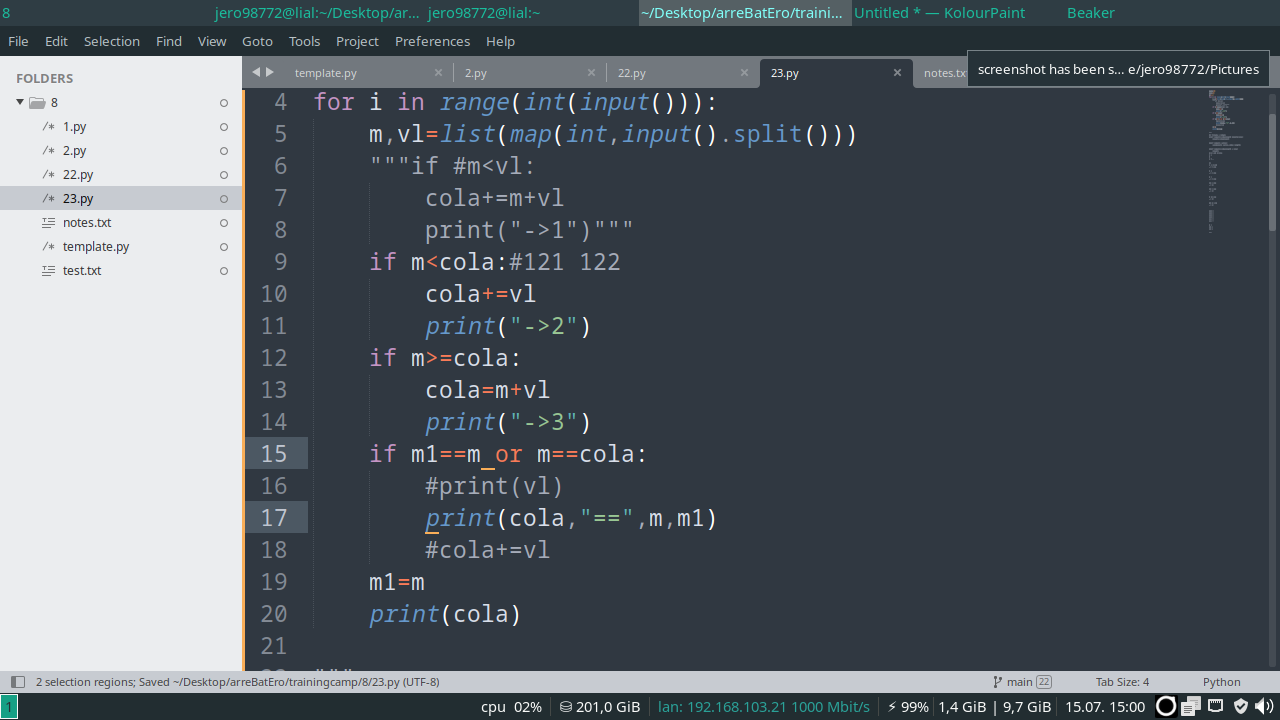 8 jero98772@lial:~/Desktop/ar... jero98772@lial:~ ~/Desktop/arreBatEro/traini... Untitled * — KolourPaint Beaker
File Edit Selection Find View Goto Tools Project Preferences Help
screenshot has been s... e/jero98772/Pictures
FOLDERS
8
/* 1.py
/* 2.py
/* 22.py
/* 23.py
notes.txt
/* template.py
test.txt
template.py × 2.py × 22.py × 23.py × notes.tx
4 for i in range(int(input())):
5     m,vl=list(map(int,input().split()))
6     """if #m<vl:
7         cola+=m+vl
8         print("->1")"""
9     if m<cola:#121 122
10         cola+=vl
11         print("->2")
12     if m>=cola:
13         cola=m+vl
14         print("->3")
15     if m1==m or m==cola:
16         #print(vl)
17         print(cola,"==",m,m1)
18         #cola+=vl
19     m1=m
20     print(cola)
21
2 selection regions; Saved ~/Desktop/arreBatEro/trainingcamp/8/23.py (UTF-8) main 22 Tab Size: 4 Python
1 cpu 02% 201,0 GiB lan: 192.168.103.21 1000 Mbit/s 99% 1,4 GiB | 9,7 GiB 15.07. 15:00